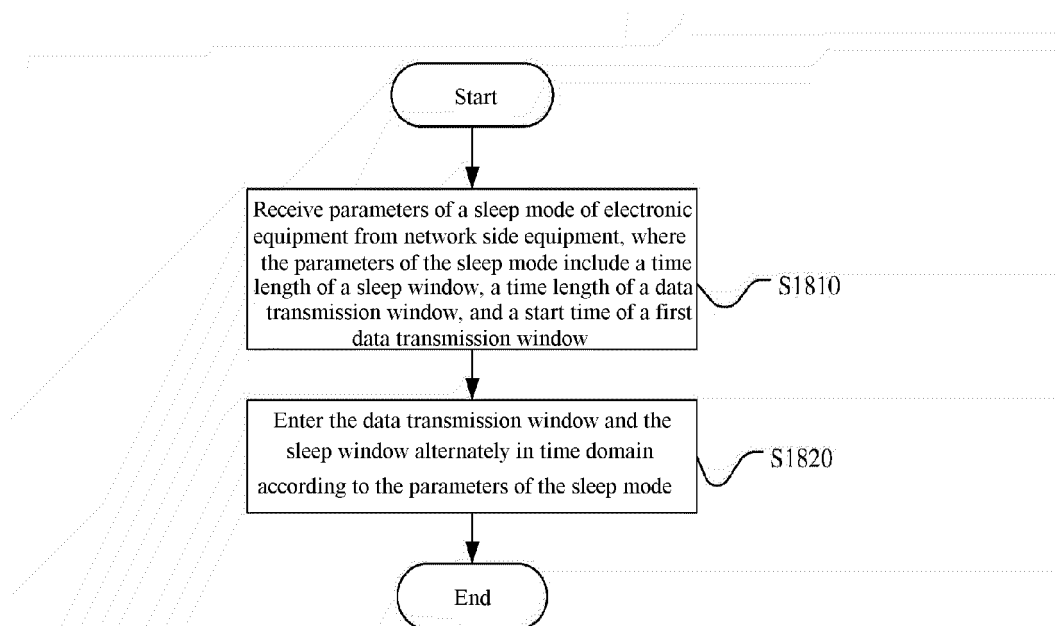 Start
Receive parameters of a sleep mode of electronic
equipment from network side equipment, where
the parameters of the sleep mode include a time
length of a sleep window, a time length of a data
transmission window, and a start time of a first
data transmission window
S1810
Enter the data transmission window and the
sleep window alternately in time domain
according to the parameters of the sleep mode
S1820
End